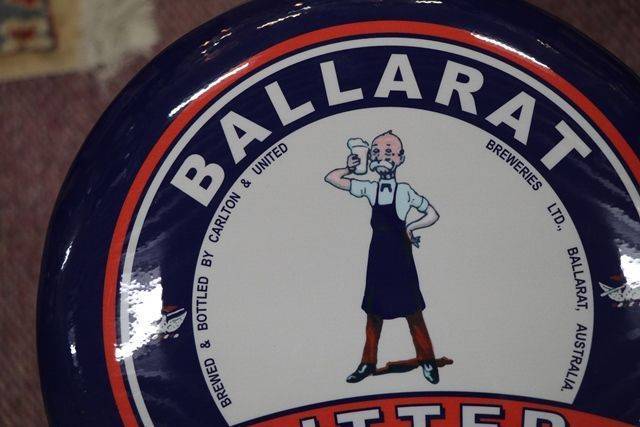 BALLARAT
BREWED & BOTTLED BY CARLTON & UNITED
BREWERIES LTD., BALLARAT, AUSTRALIA.